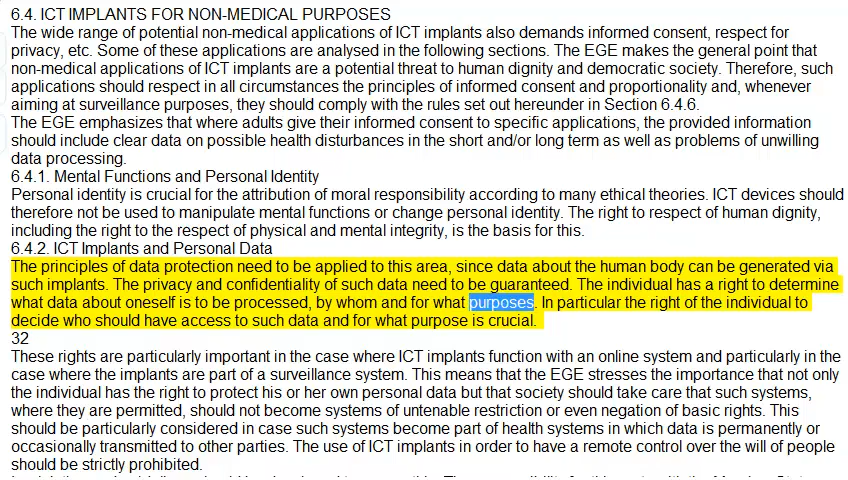 6.4. ICT IMPLANTS FOR NON-MEDICAL PURPOSES
The wide range of potential non-medical applications of ICT implants also demands informed consent, respect for
privacy, etc. Some of these applications are analysed in the following sections. The EGE makes the general point that
non-medical applications of ICT implants are a potential threat to human dignity and democratic society. Therefore, such
applications should respect in all circumstances the principles of informed consent and proportionality and, whenever
aiming at surveillance purposes, they should comply with the rules set out hereunder in Section 6.4.6.
The EGE emphasizes that where adults give their informed consent to specific applications, the provided information
should include clear data on possible health disturbances in the short and/or long term as well as problems of unwilling
data processing.
6.4.1. Mental Functions and Personal Identity
Personal identity is crucial for the attribution of moral responsibility according to many ethical theories. ICT devices should
therefore not be used to manipulate mental functions or change personal identity. The right to respect of human dignity,
including the right to the respect of physical and mental integrity, is the basis for this.
6.4.2. ICT Implants and Personal Data
The principles of data protection need to be applied to this area, since data about the human body can be generated via
such implants. The privacy and confidentiality of such data need to be guaranteed. The individual has a right to determine
what data about oneself is to be processed, by whom and for what purposes. In particular the right of the individual to
decide who should have access to such data and for what purpose is crucial.
32
These rights are particularly important in the case where ICT implants function with an online system and particularly in the
case where the implants are part of a surveillance system. This means that the EGE stresses the importance that not only
the individual has the right to protect his or her own personal data but that society should take care that such systems,
where they are permitted, should not become systems of untenable restriction or even negation of basic rights. This
should be particularly considered in case such systems become part of health systems in which data is permanently or
occasionally transmitted to other parties. The use of ICT implants in order to have a remote control over the will of people
should be strictly prohibited.